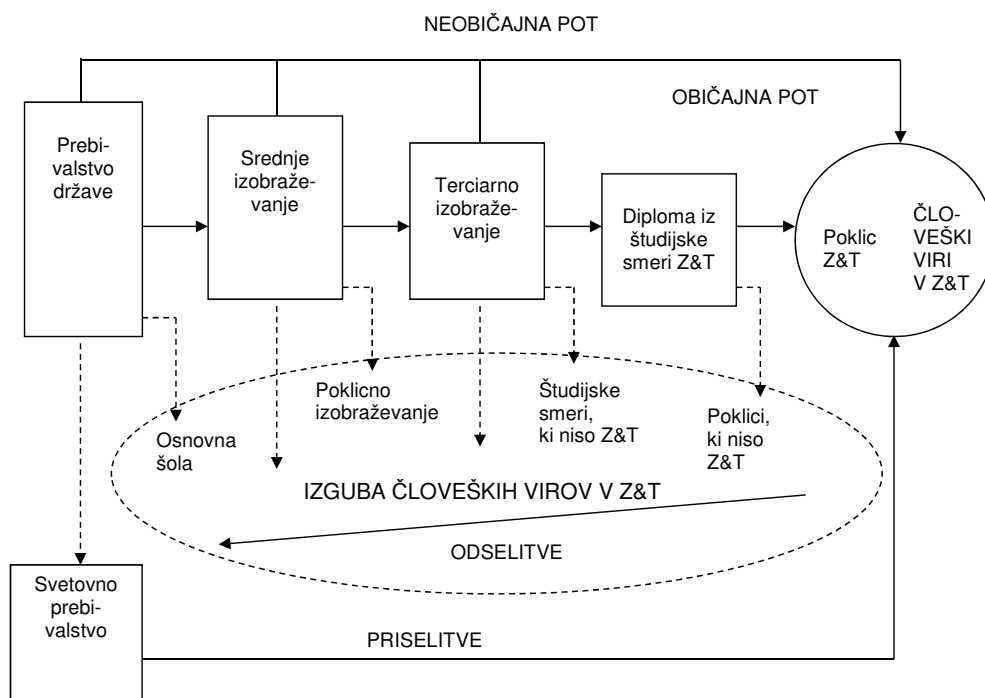 NEOBIČAJNA POT
OBIČAJNA POT
Prebi-
valstvo
države
Srednje
izobraže-
vanje
Terciarno
izobraže-
vanje
Diploma iz
študijske
smeri Z&T
Poklic
Z&T
ČLO-
VEŠKI
VIRI
V Z&T
Osnovna
šola
Poklicno
izobraževanje
Študijske
smeri,
ki niso Z&T
Poklici,
ki niso
Z&T
IZGUBA ČLOVEŠKIH VIROV V Z&T
ODSELITVE
Svetovno
prebi-
valstvo
PRISELITVE